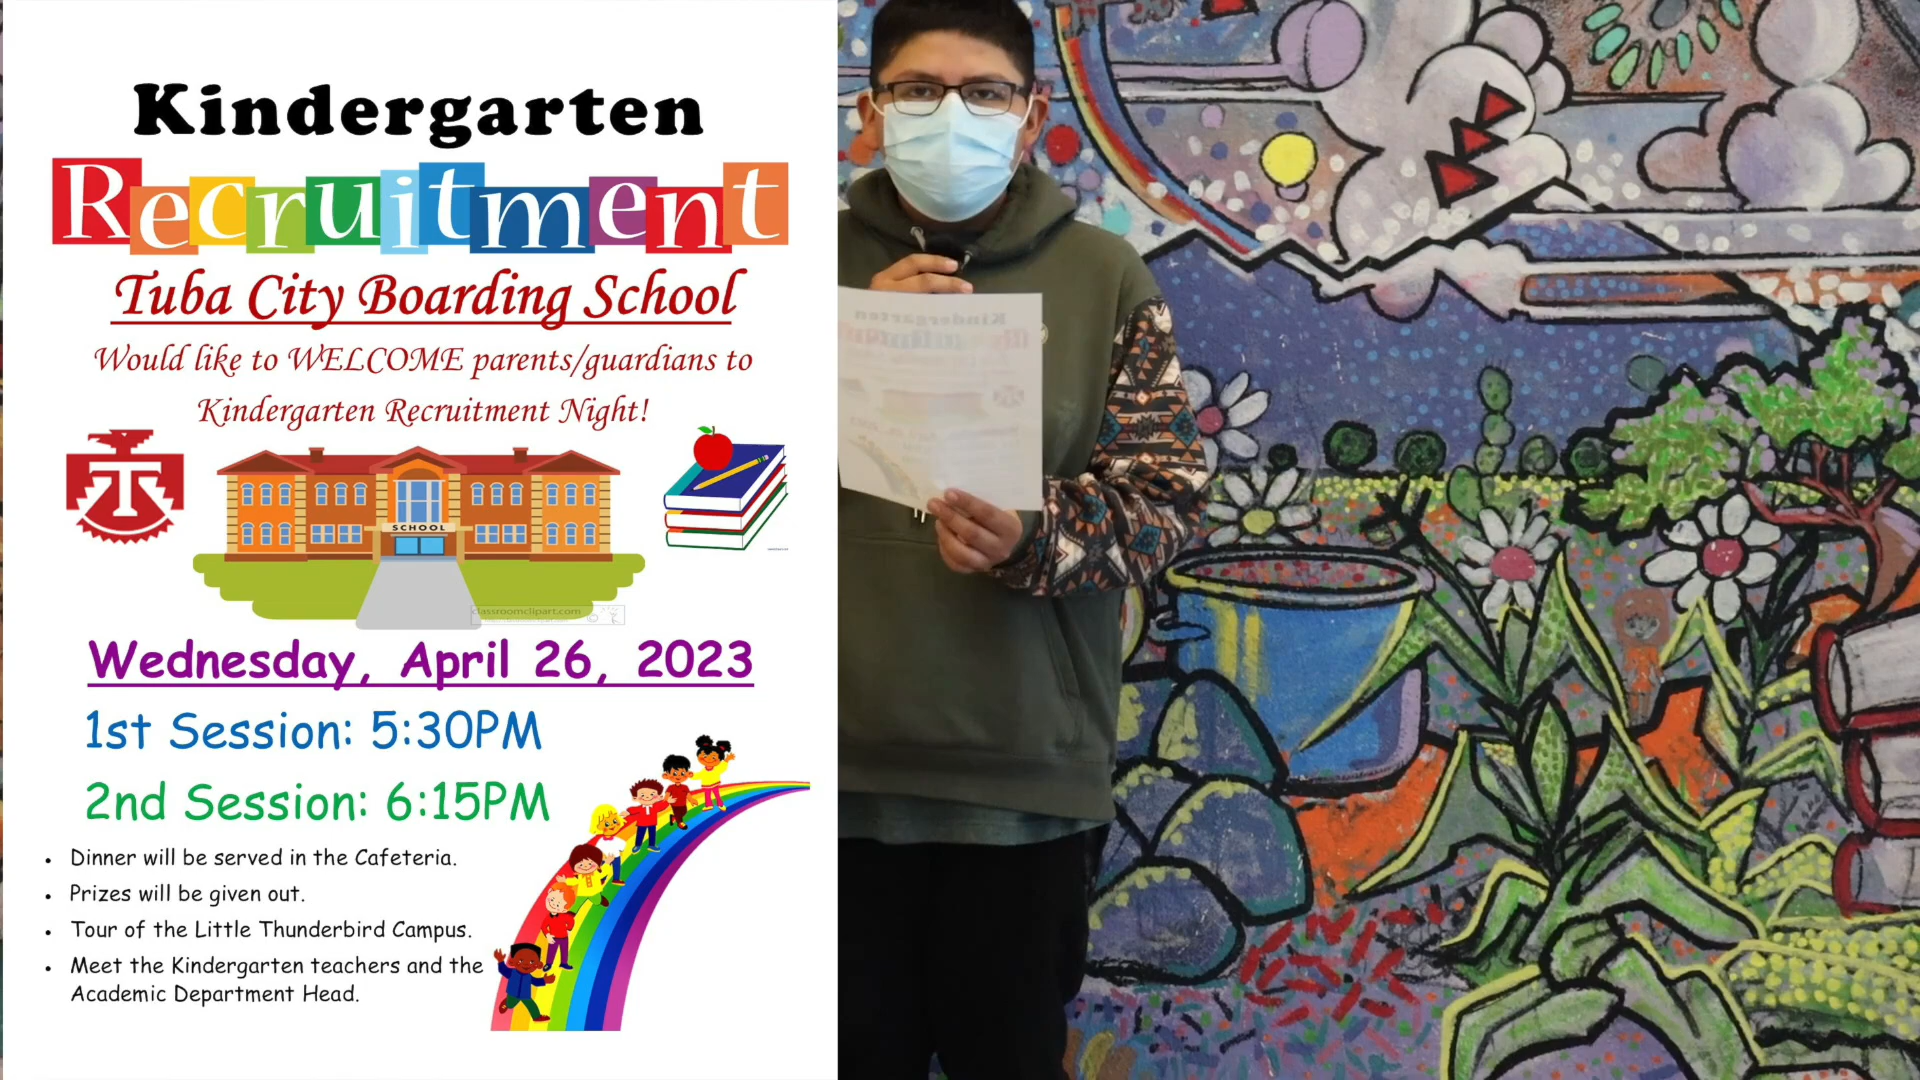 Kindergarten
Recruitment
Tuba City Boarding School
Would like to WELCOME parents/guardians to
Kindergarten Recruitment Night!
T
SCHOOL
classroomclipart.com
Wednesday, April 26, 2023
1st Session: 5:30PM
2nd Session: 6:15PM
• Dinner will be served in the Cafeteria.
• Prizes will be given out.
• Tour of the Little Thunderbird Campus.
• Meet the Kindergarten teachers and the
Academic Department Head.
Kindergarten